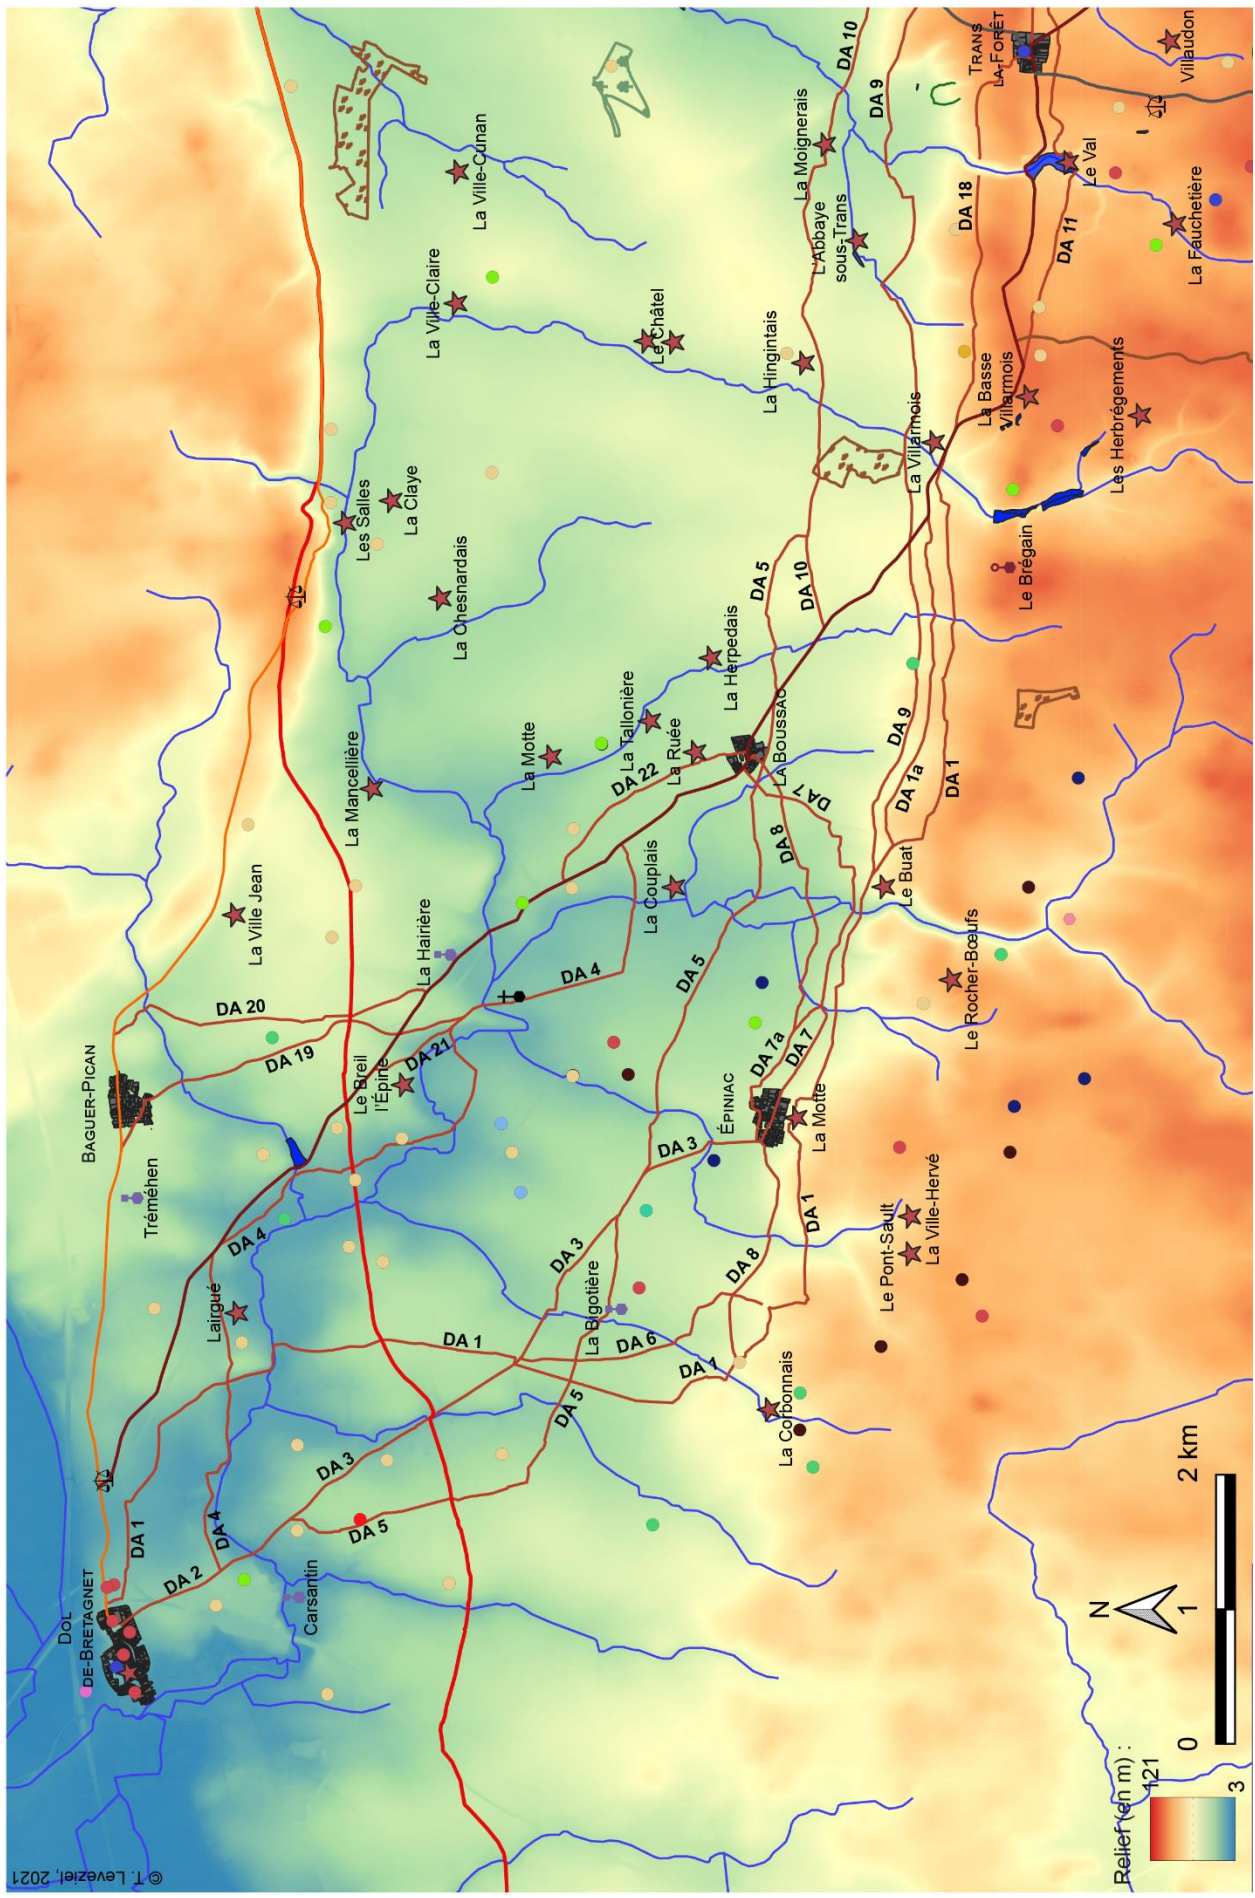 © T. Leveziel, 2021
DOL
DE-BRETAGNET
BAGUER-PICAN
Tréméhen
DA 1
DA 2
DA 4
Lairgué
DA 4
DA 20
DA 19
La Ville Jean
Carsantin
DA 3
DA 5
Le Breil
l'Épine
DA 21
La Hairière
La Mancellière
Les Salles
La Claye
La Chesnardais
La Ville-Claire
La Ville-Cunan
DA 1
DA 3
DA 4
La Motte
DA 5
La Bigotière
DA 6
DA 22
La Tallonière
La Ruée
La Couplais
DA 5
La Herpedais
Le Châtel
DA 1
DA 3
DA 8
ÉPINIAC
DA 7a
DA 7
DA 8
LA BOUSSAC
DA 7
DA 5
DA 10
La Hingintais
L'Abbaye
sous-Trans
La Moignerais
DA 10
La Corbonnais
DA 1
La Motte
DA 9
DA 9
Le Pont-Sault
La Ville-Hervé
Le Buat
DA 1a
DA 1
La Villarmois
DA 18
Le Rocher-Bœufs
La Basse
Villarmois
TRANS
LA-FORÊT
Le Brégain
DA 11
Le Val
Les Herbrégements
La Fauchetière
Villaudon
N
0
1
2 km
Relief (en m) :
121
3